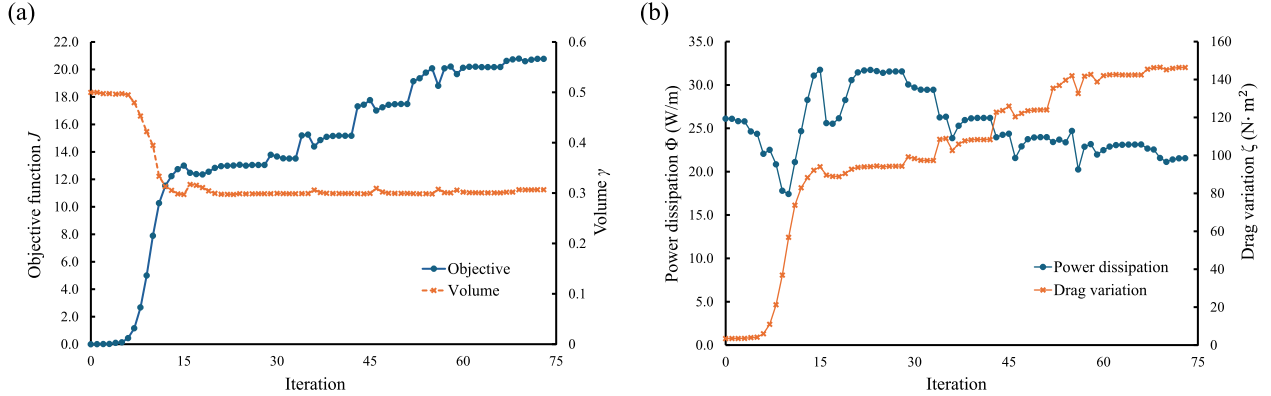 (a)
22.0
20.0
18.0
16.0
14.0
12.0
10.0
8.0
6.0
4.0
2.0
0.0
Objective function J
0.6
0.5
0.4
0.3
0.2
0.1
0
Volume γ
Objective
Volume
0 15 30 45 60 75
Iteration
(b)
35.0
30.0
25.0
20.0
15.0
10.0
5.0
0.0
Power dissipation Φ (W/m)
160
140
120
100
80
60
40
20
0
Drag variation ζ (N· m²)
Power dissipation
Drag variation
0 15 30 45 60 75
Iteration